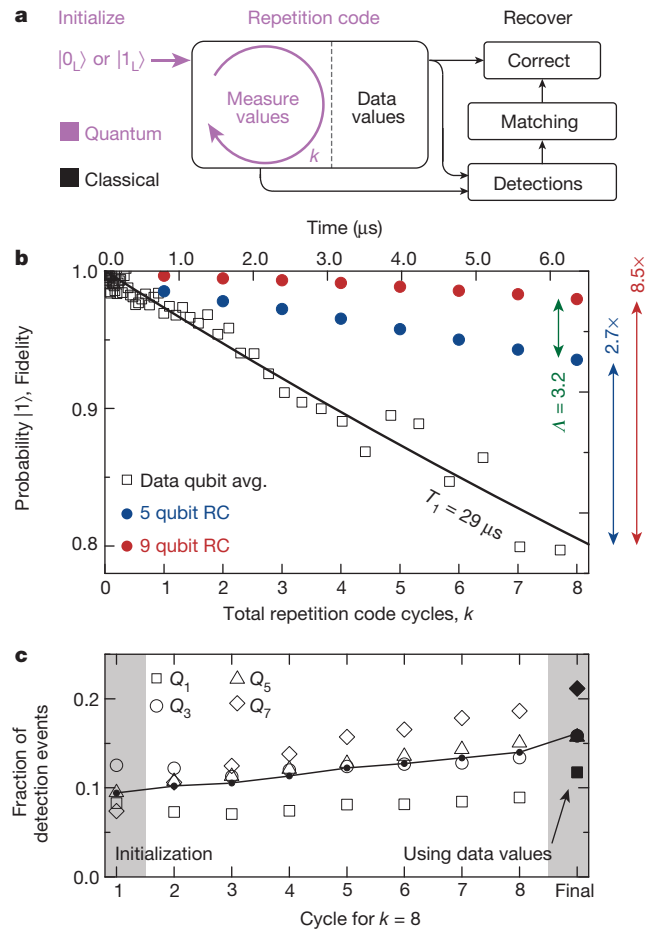 a
Initialize
Repetition code
Recover
|0L⟩ or |1L⟩
Measure
values
k
Data
values
Correct
Matching
Detections
Quantum
Classical
b
Time (μs)
0.0 1.0 2.0 3.0 4.0 5.0 6.0
1.0
0.9
0.8
Probability |1⟩, Fidelity
Data qubit avg.
5 qubit RC
9 qubit RC
T1 = 29 μs
Λ = 3.2
2.7×
8.5×
0 1 2 3 4 5 6 7 8
Total repetition code cycles, k
c
Fraction of
detection events
0.2
0.1
0.0
Q1 Q5
Q3 Q7
Initialization
Using data values
1 2 3 4 5 6 7 8 Final
Cycle for k = 8